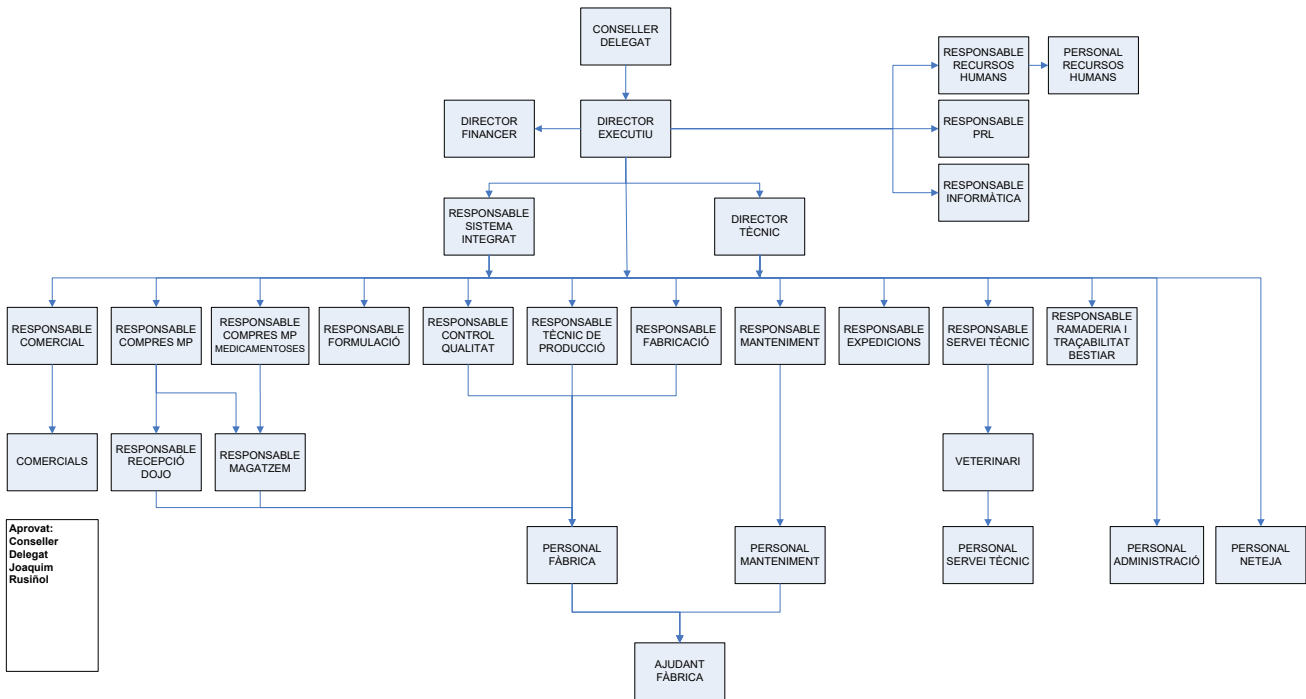 CONSELLER
DELEGAT
RESPONSABLE
RECURSOS
HUMANS
PERSONAL
RECURSOS
HUMANS
DIRECTOR
FINANCER
DIRECTOR
EXECUTIU
RESPONSABLE
PRL
RESPONSABLE
INFORMÀTICA
RESPONSABLE
SISTEMA
INTEGRAT
DIRECTOR
TÈCNIC
RESPONSABLE
COMERCIAL
RESPONSABLE
COMPRES MP
RESPONSABLE
COMPRES MP
MEDICAMENTOSES
RESPONSABLE
FORMULACIÓ
RESPONSABLE
CONTROL
QUALITAT
RESPONSABLE
TÈCNIC DE
PRODUCCIÓ
RESPONSABLE
FABRICACIÓ
RESPONSABLE
MANTENIMENT
RESPONSABLE
EXPEDICIONS
RESPONSABLE
SERVEI TÈCNIC
RESPONSABLE
RAMADERIA I
TRAÇABILITAT
BESTIAR
COMERCIALS
RESPONSABLE
RECEPCIÓ
DOJO
RESPONSABLE
MAGATZEM
VETERINARI
Aprovat:
Conseller
Delegat
Joaquim
Rusiñol
PERSONAL
FÀBRICA
PERSONAL
MANTENIMENT
PERSONAL
SERVEI TÈCNIC
PERSONAL
ADMINISTRACIÓ
PERSONAL
NETEJA
AJUDANT
FÀBRICA